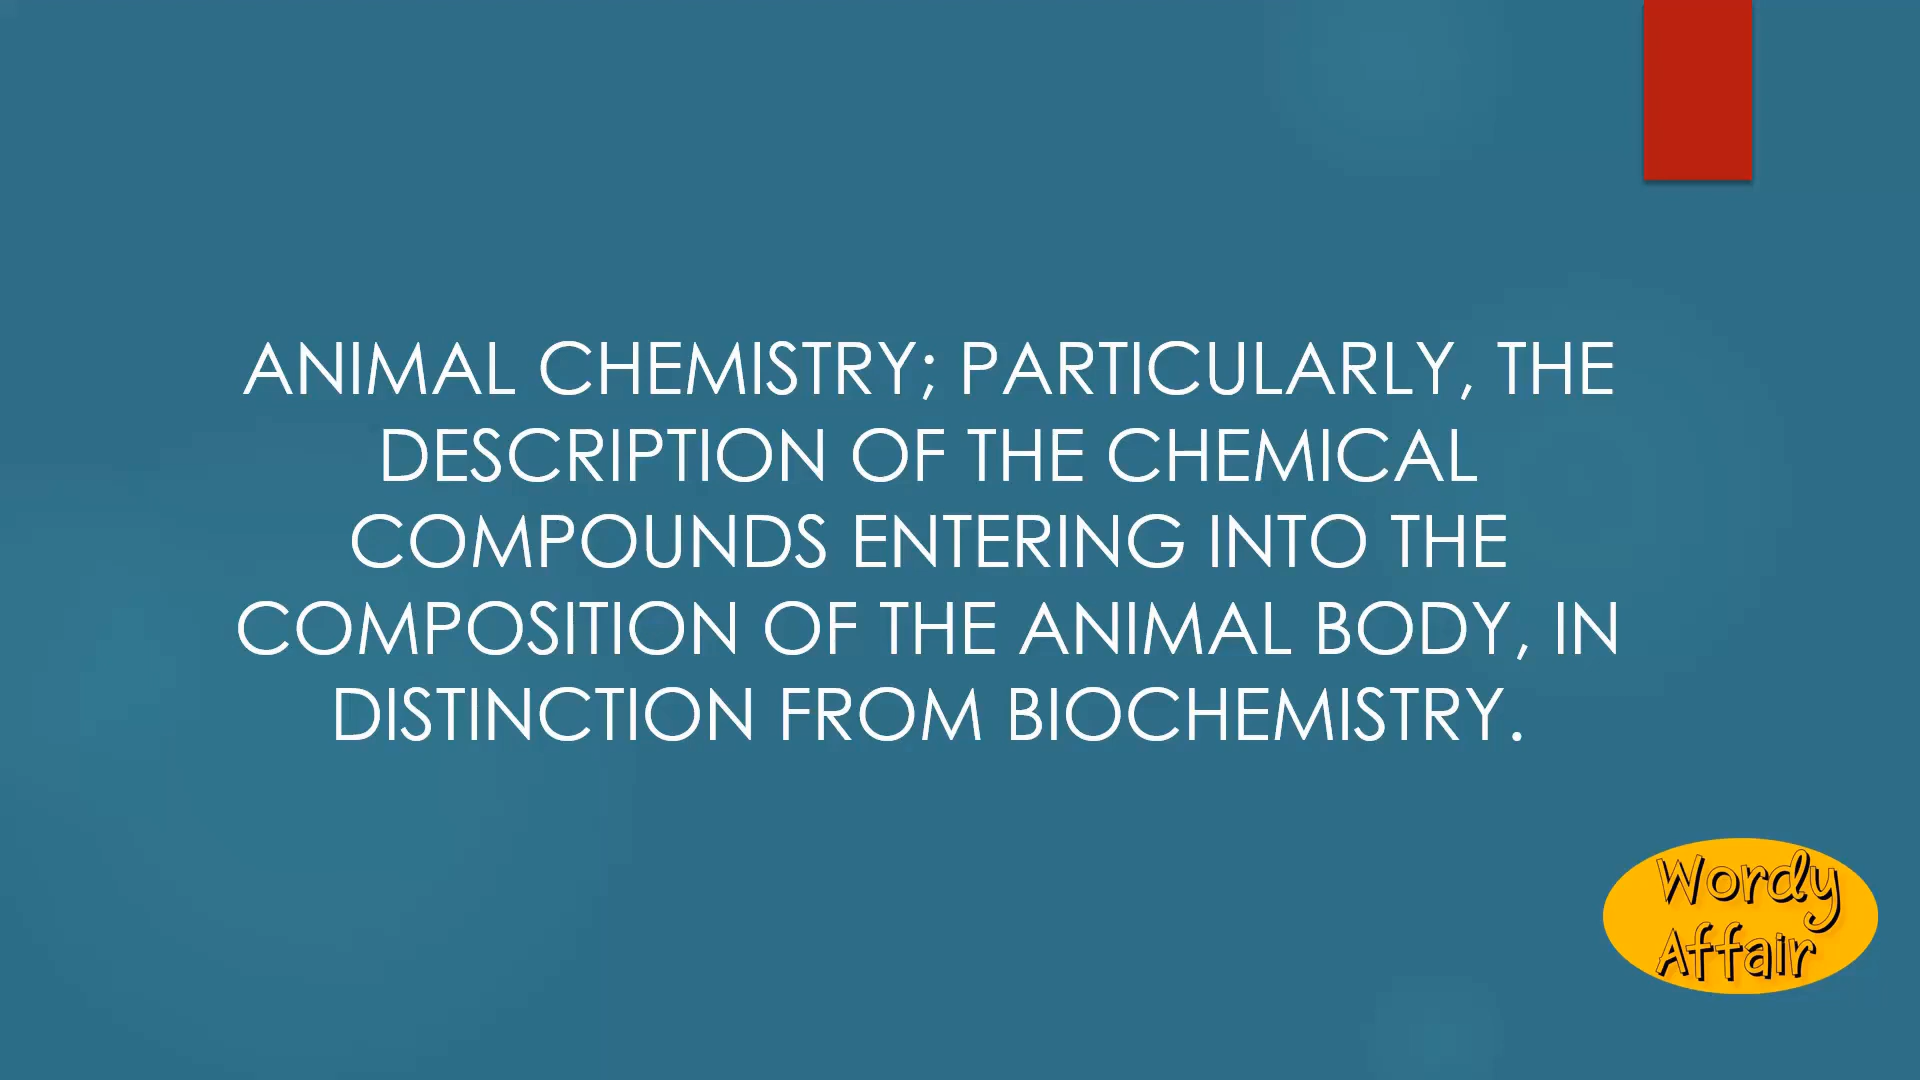 ANIMAL CHEMISTRY; PARTICULARLY, THE
DESCRIPTION OF THE CHEMICAL
COMPOUNDS ENTERING INTO THE
COMPOSITION OF THE ANIMAL BODY, IN
DISTINCTION FROM BIOCHEMISTRY.
Wordy
Affair